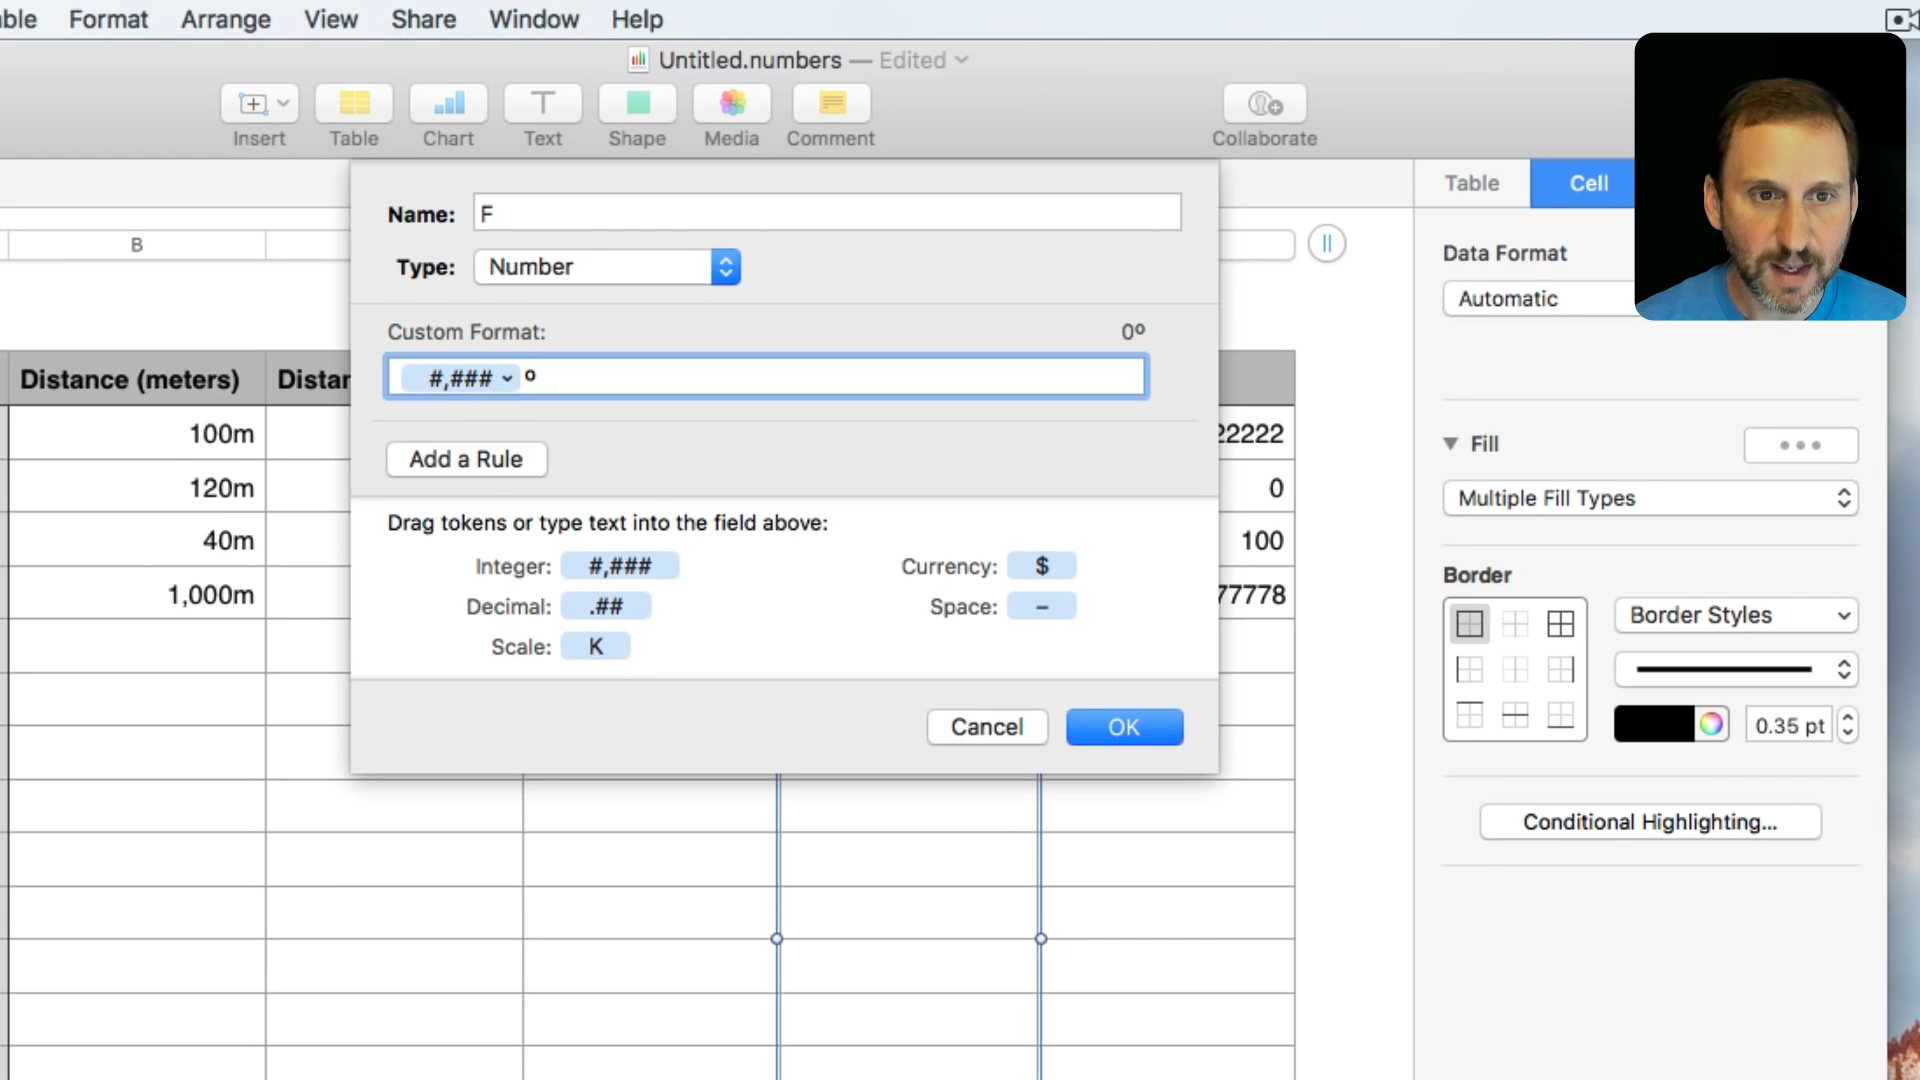 ble Format Arrange View Share Window Help
Untitled.numbers — Edited
Insert Table Chart Text Shape Media Comment Collaborate
Table Cell
Name: F
B
Type: Number
Data Format
Automatic
Custom Format: 0º
#,### º
Distance (meters) Distar
100m 22222
Add a Rule
Fill
120m 0
Multiple Fill Types
Drag tokens or type text into the field above:
40m 100
Integer: #,### Currency: $
Border
1,000m 77778
Decimal: .## Space: –
Border Styles
Scale: K
Cancel OK
0.35 pt
Conditional Highlighting...